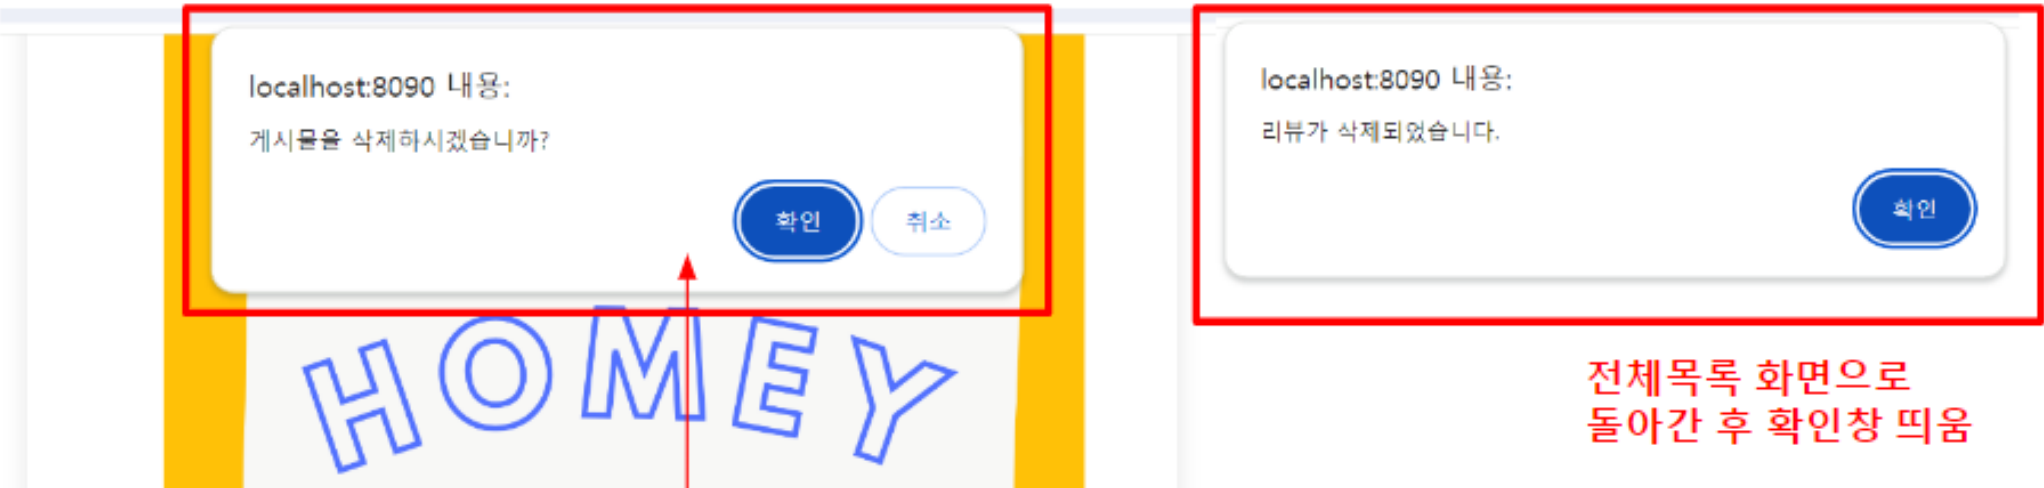 localhost:8090 내용:
게시물을 삭제하시겠습니까?
확인
취소
HOMEY
localhost:8090 내용:
리뷰가 삭제되었습니다.
확인
전체목록 화면으로
돌아간 후 확인창 띄움